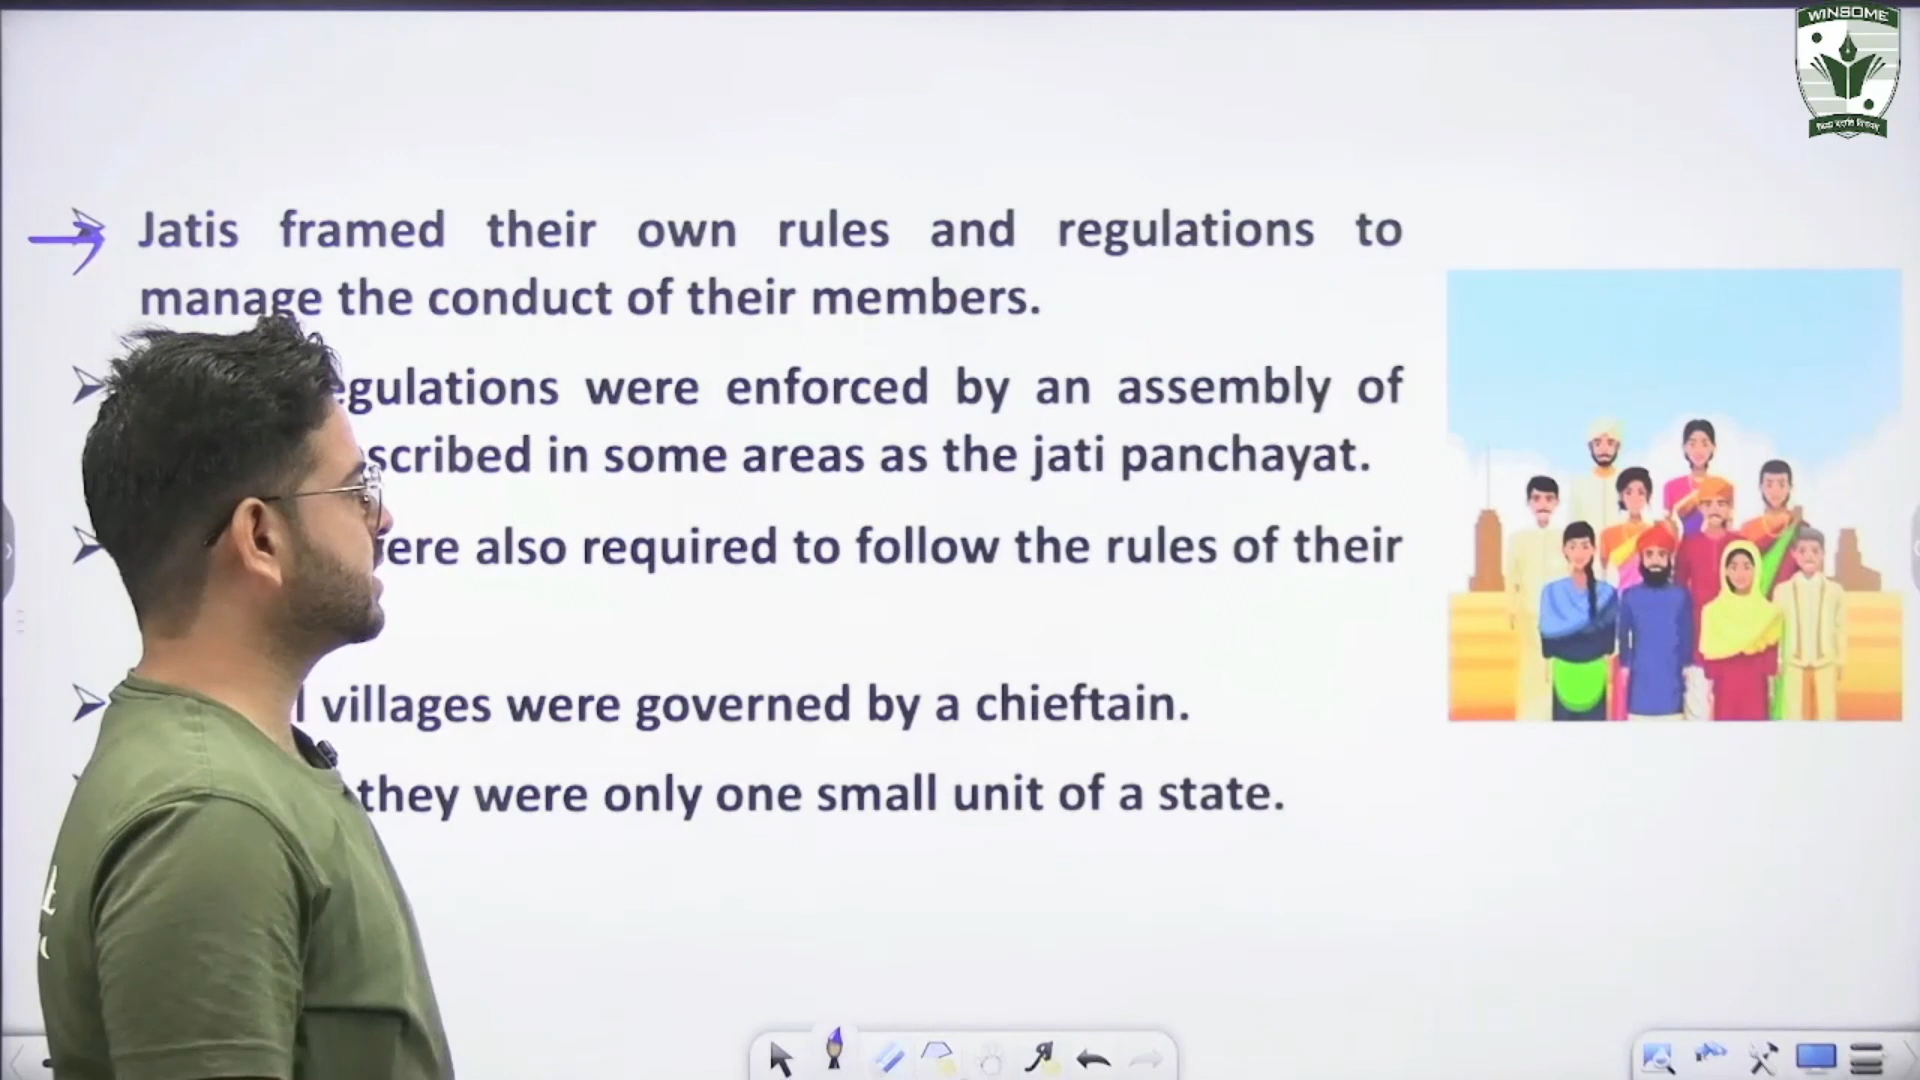 WINSOME
विद्या ददाति विनयम्
Jatis framed their own rules and regulations to
manage the conduct of their members.
egulations were enforced by an assembly of
scribed in some areas as the jati panchayat.
ere also required to follow the rules of their
l villages were governed by a chieftain.
they were only one small unit of a state.